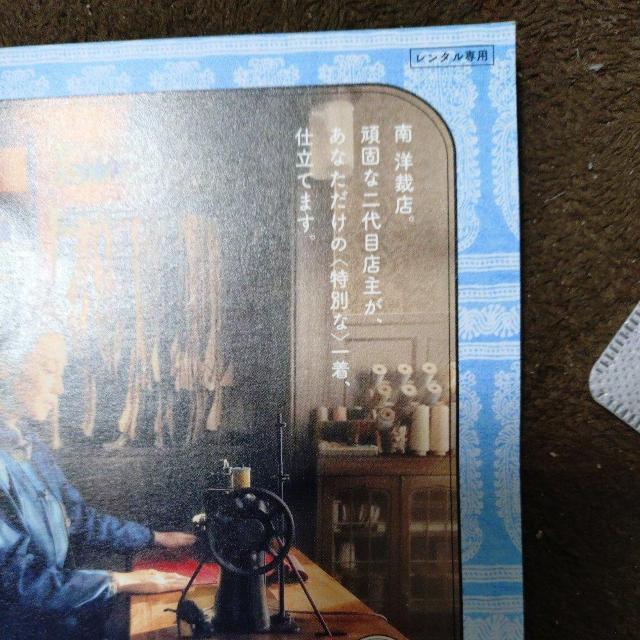 レンタル専用
南洋裁店。
頑固な二代目店主が、
あなただけの〈特別な〉一着、
仕立てます。